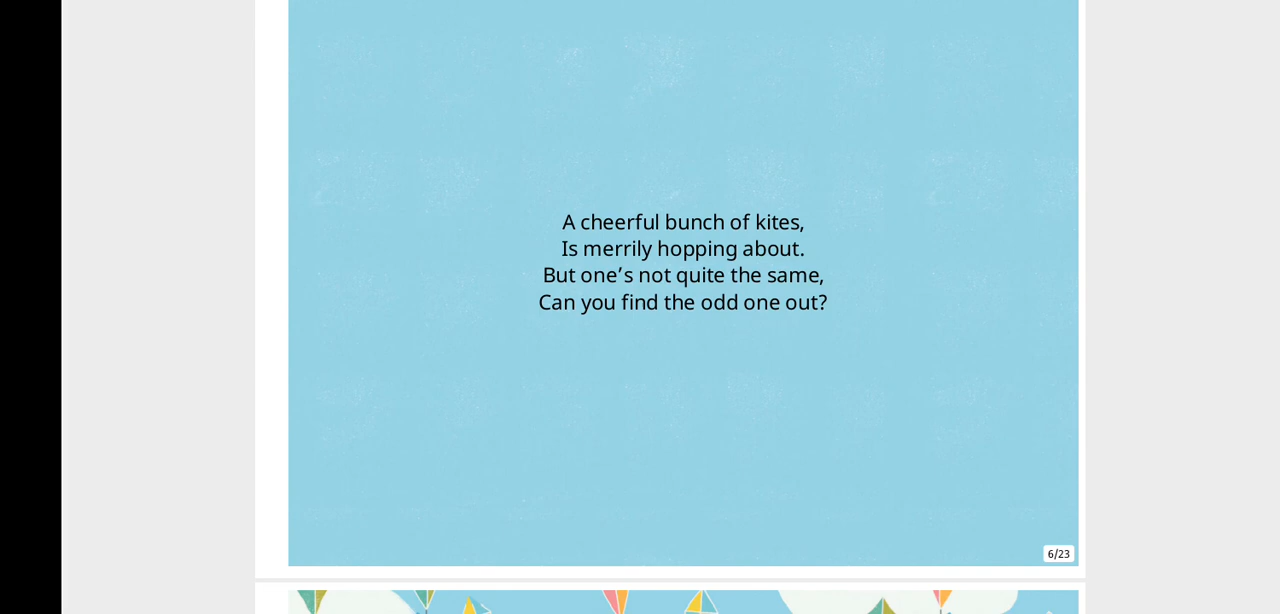 A cheerful bunch of kites,
Is merrily hopping about.
But one’s not quite the same,
Can you find the odd one out?
6/23